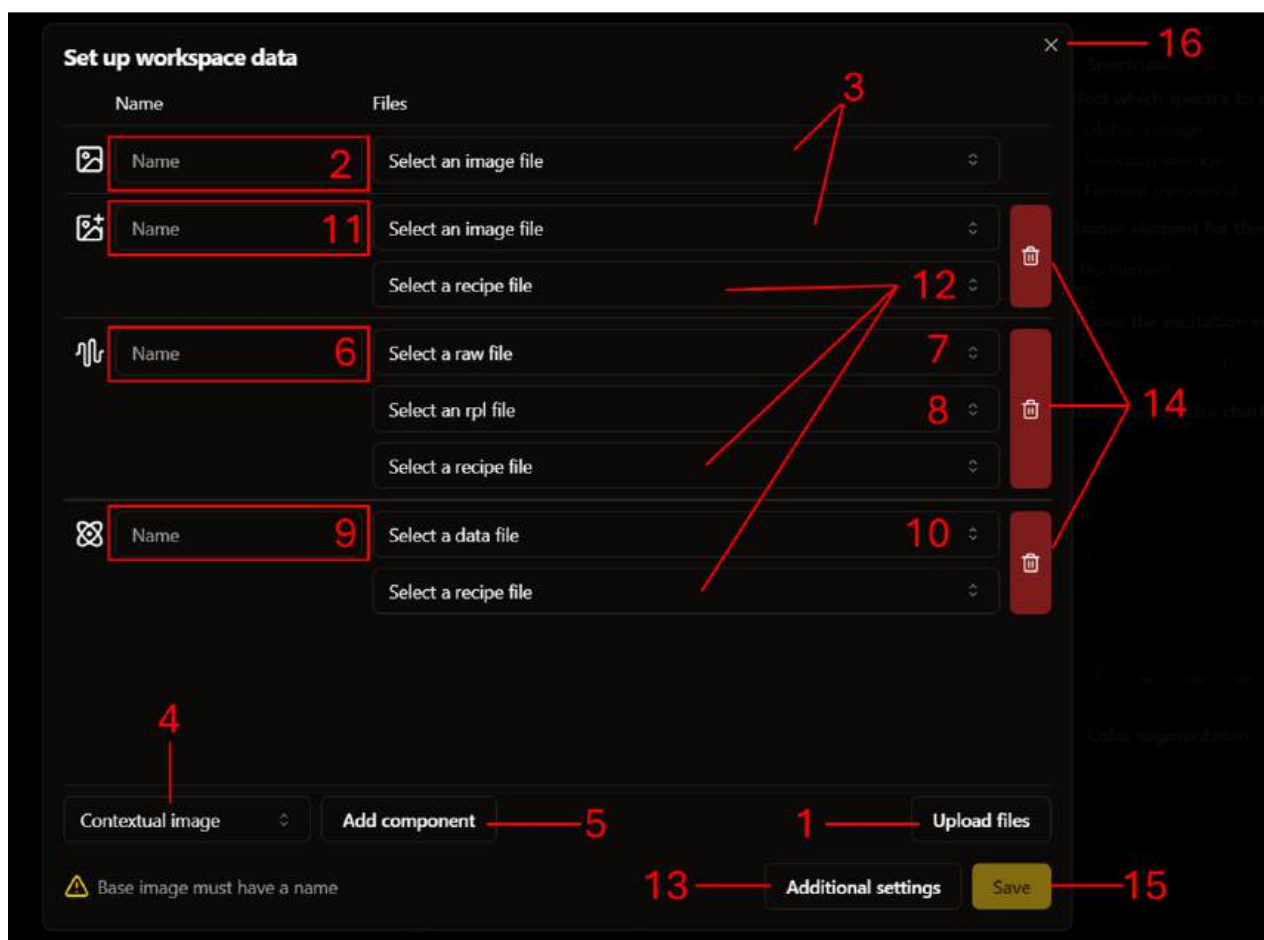 Set up workspace data
16
Name Files
3
Name 2 Select an image file
Name 11 Select an image file
Select a recipe file 12
Name 6 Select a raw file 7
Select an rpl file 8
14
Select a recipe file
Name 9 Select a data file 10
Select a recipe file
4
Contextual image Add component 5 1 Upload files
Base image must have a name 13 Additional settings Save 15
Color segmentation